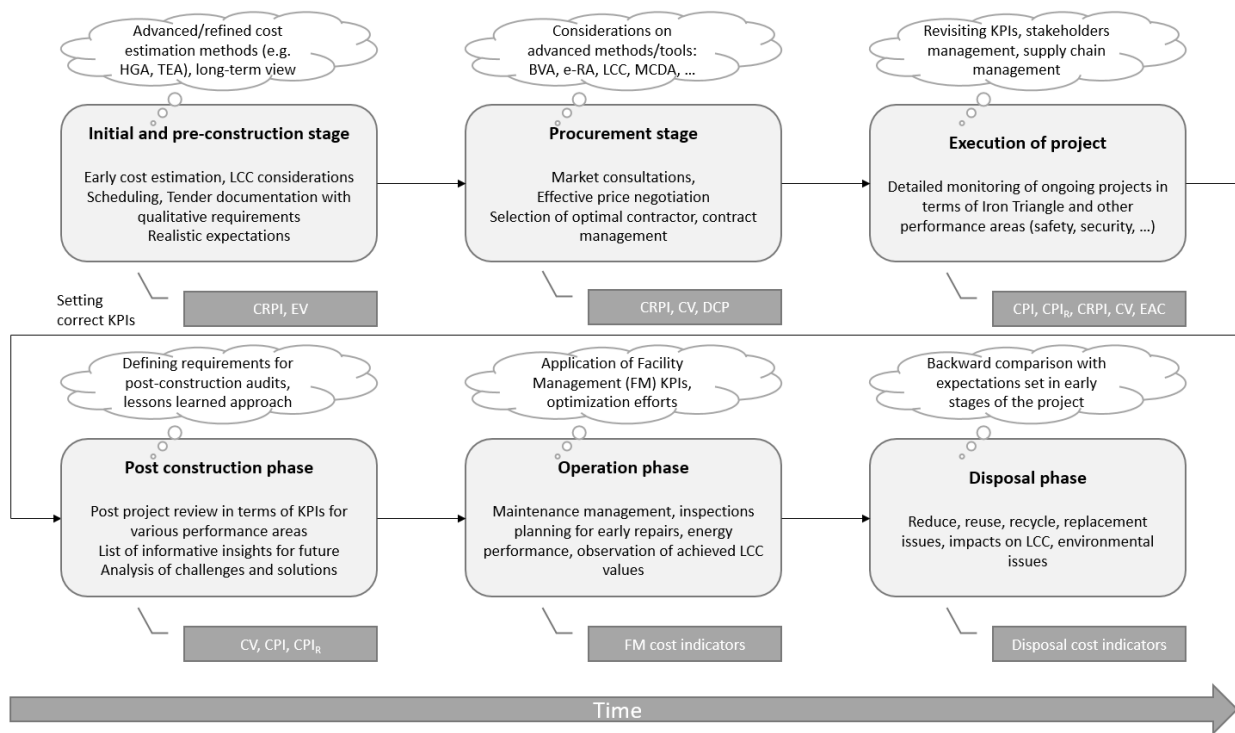 Advanced/refined cost
estimation methods (e.g.
HGA, TEA), long-term view
Initial and pre-construction stage
Early cost estimation, LCC considerations
Scheduling, Tender documentation with
qualitative requirements
Realistic expectations
CRPI, EV
Setting
correct KPIs
Considerations on
advanced methods/tools:
BVA, e-RA, LCC, MCDA, ...
Procurement stage
Market consultations,
Effective price negotiation
Selection of optimal contractor, contract
management
CRPI, CV, DCP
Revisiting KPIs, stakeholders
management, supply chain
management
Execution of project
Detailed monitoring of ongoing projects in
terms of Iron Triangle and other
performance areas (safety, security, ...)
CPI, CPIR, CRPI, CV, EAC
Defining requirements for
post-construction audits,
lessons learned approach
Post construction phase
Post project review in terms of KPIs for
various performance areas
List of informative insights for future
Analysis of challenges and solutions
CV, CPI, CPIR
Application of Facility
Management (FM) KPIs,
optimization efforts
Operation phase
Maintenance management, inspections
planning for early repairs, energy
performance, observation of achieved LCC
values
FM cost indicators
Backward comparison with
expectations set in early
stages of the project
Disposal phase
Reduce, reuse, recycle, replacement
issues, impacts on LCC, environmental
issues
Disposal cost indicators
Time